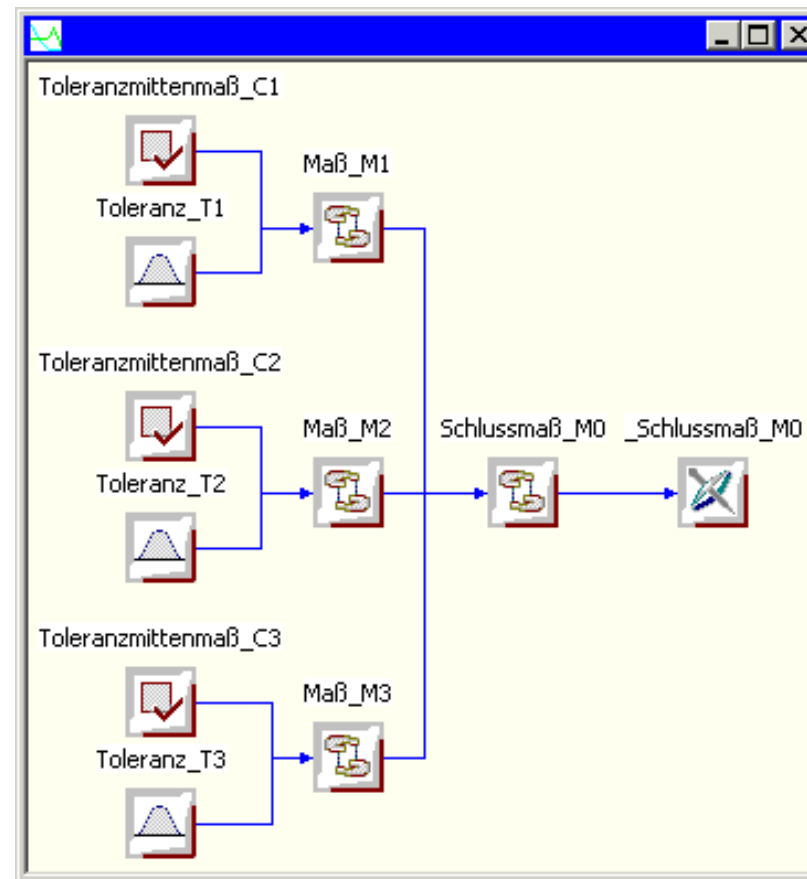 Toleranzmittenmaß_C1
Toleranz_T1
Maß_M1
Toleranzmittenmaß_C2
Toleranz_T2
Maß_M2
Schlussmaß_M0
_Schlussmaß_M0
Toleranzmittenmaß_C3
Toleranz_T3
Maß_M3